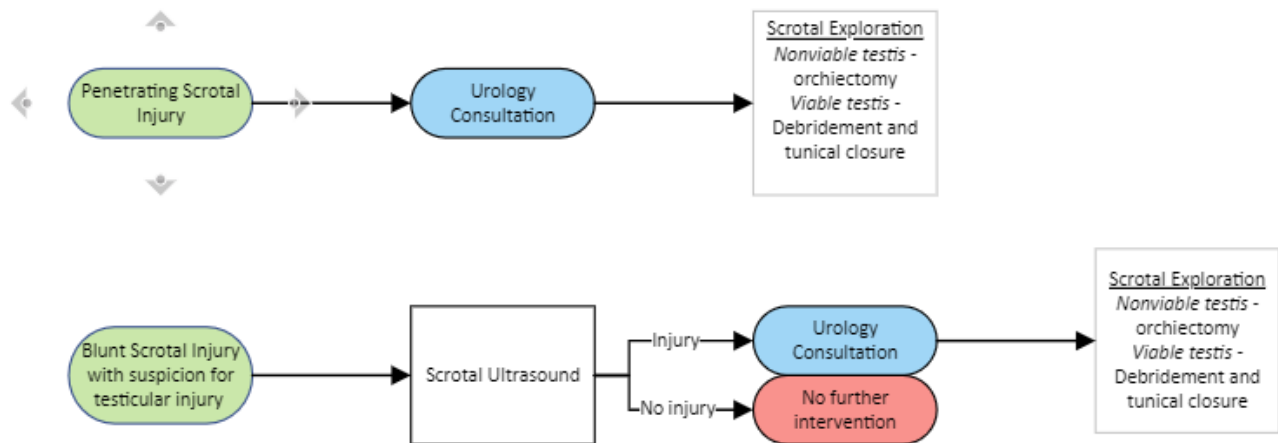 Scrotal Exploration
Nonviable testis -
orchiectomy
Viable testis -
Debridement and
tunical closure
Penetrating Scrotal
Injury
Urology
Consultation
Scrotal Exploration
Nonviable testis -
orchiectomy
Viable testis -
Debridement and
tunical closure
Blunt Scrotal Injury
with suspicion for
testicular injury
Scrotal Ultrasound
Injury
Urology
Consultation
No injury
No further
intervention